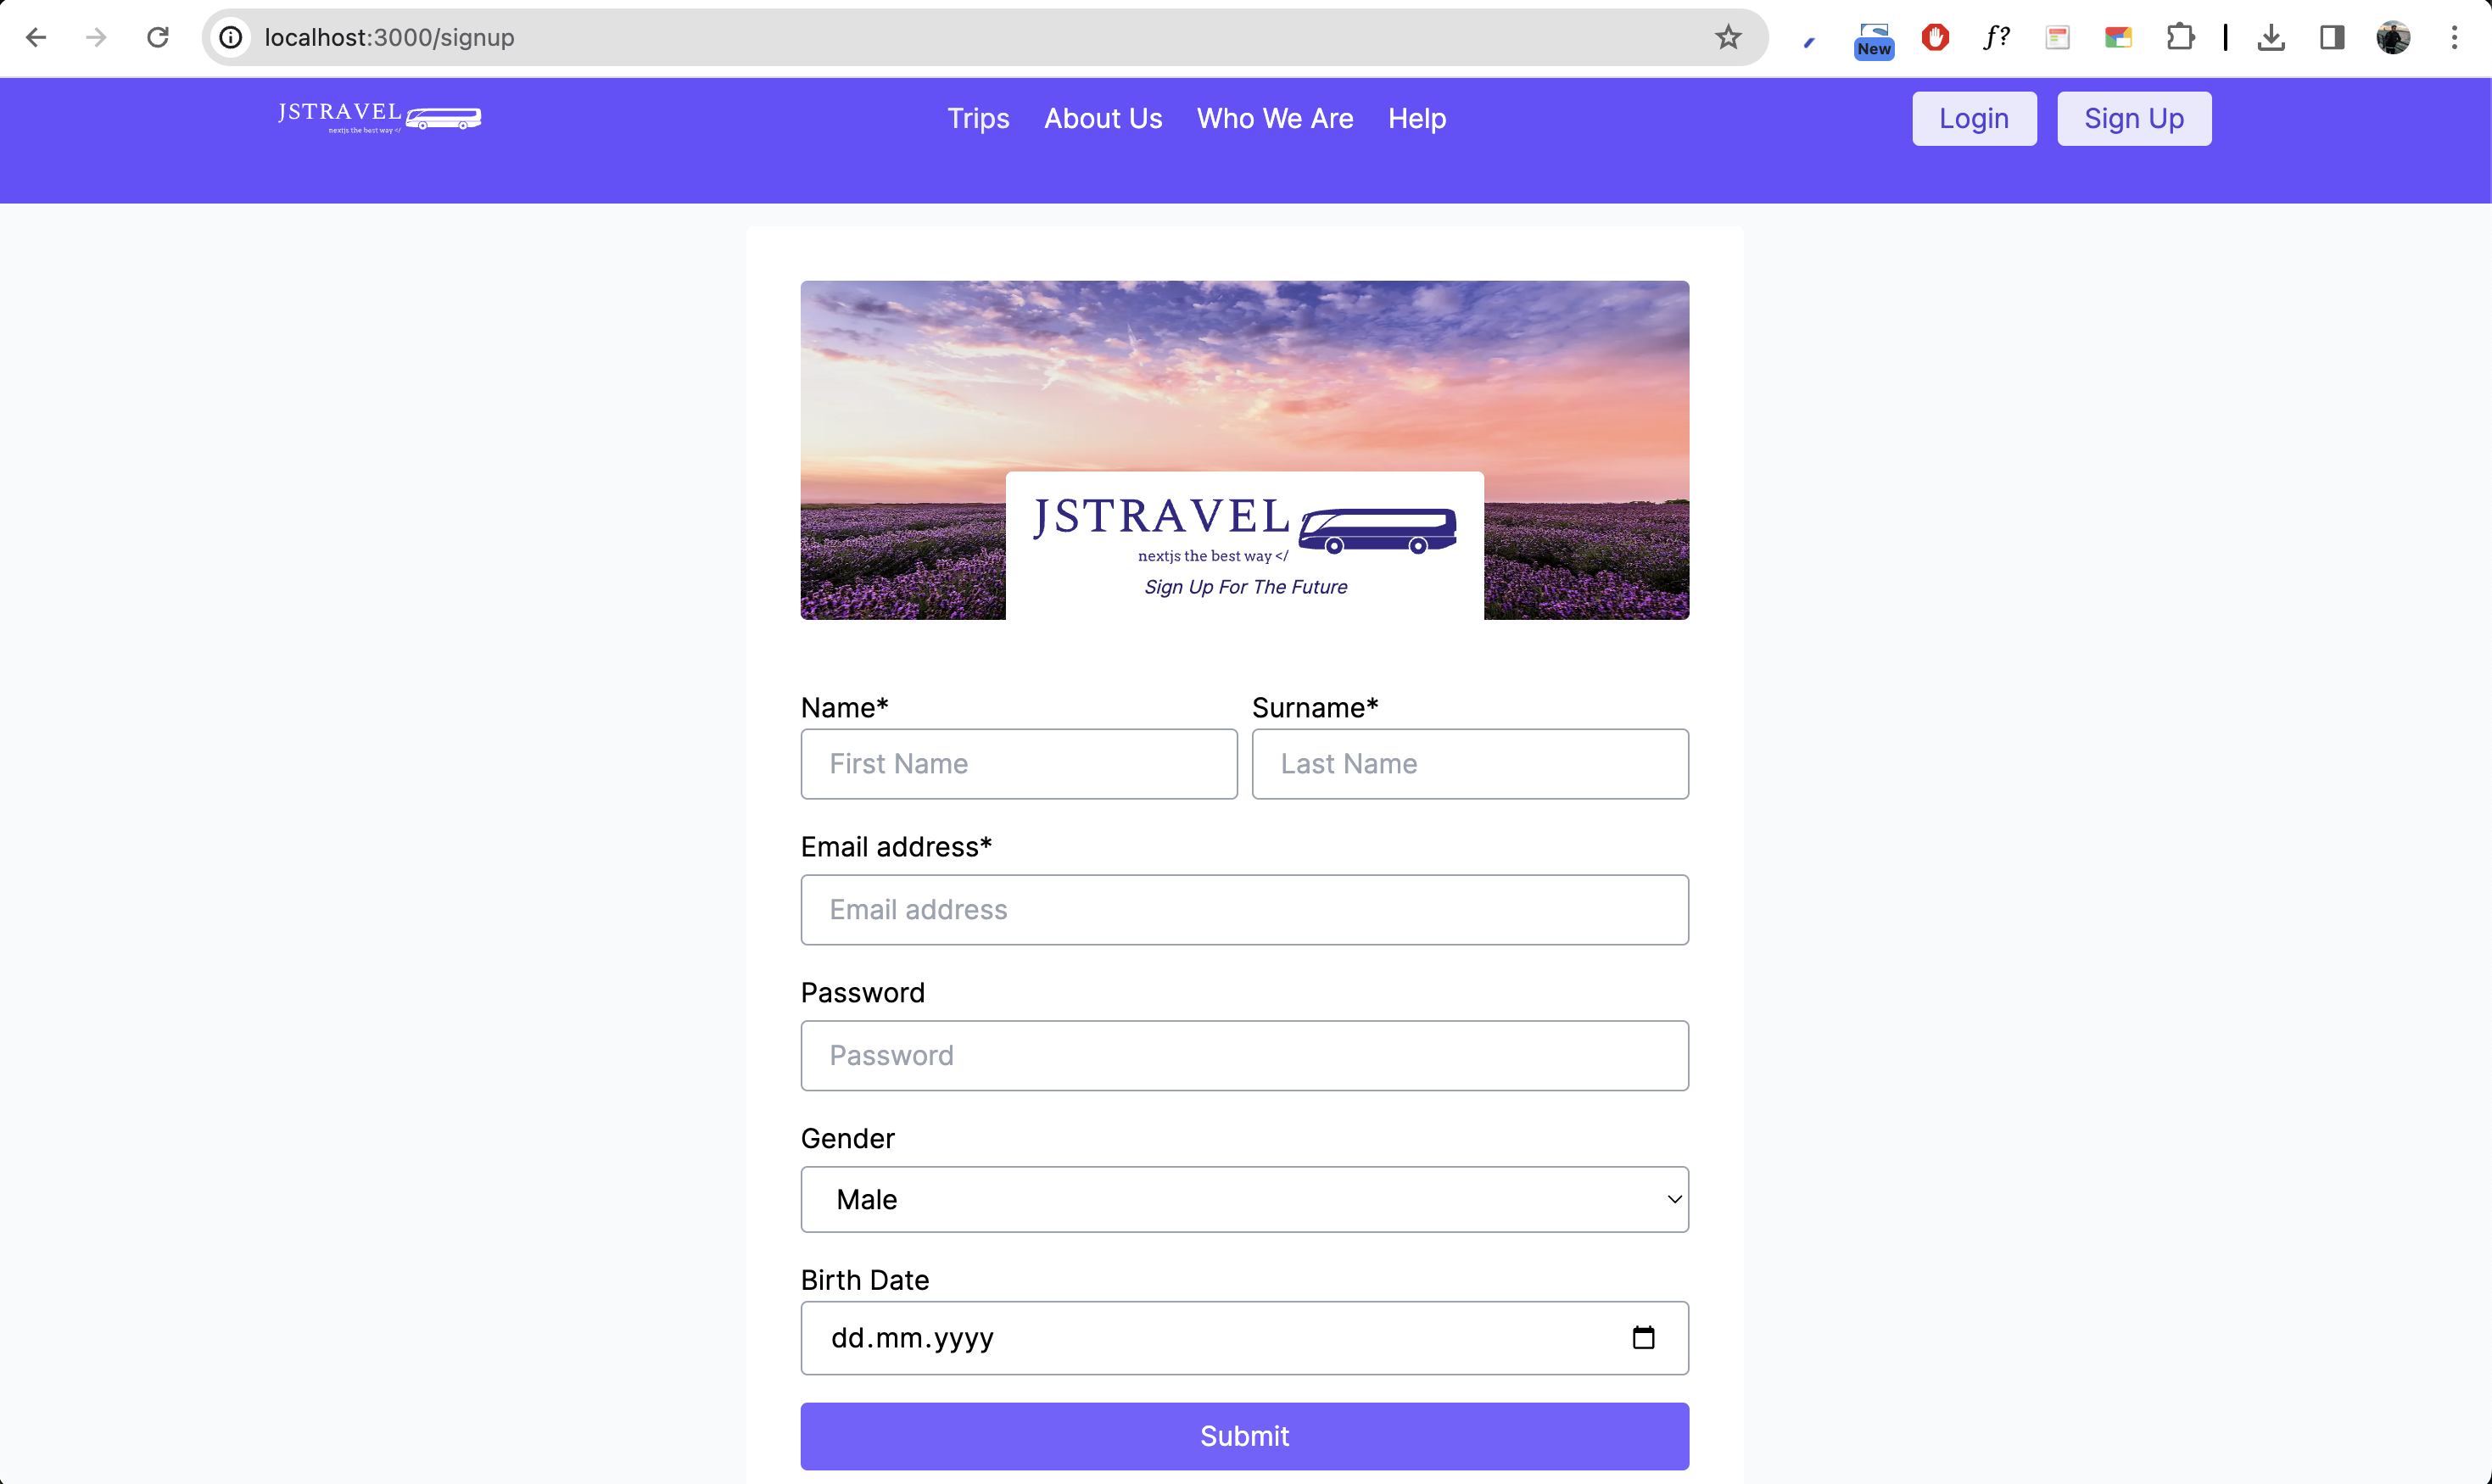 localhost:3000/signup
New
f?
JSTRAVEL
nextjs the best way </
Trips About Us Who We Are Help
Login Sign Up
JSTRAVEL
nextjs the best way </
Sign Up For The Future
Name* Surname*
First Name Last Name
Email address*
Email address
Password
Password
Gender
Male
Birth Date
dd.mm.yyyy
Submit